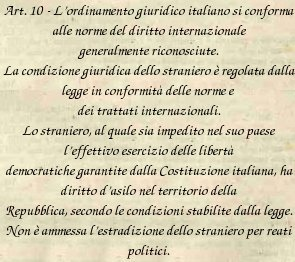 Art. 10 - L'ordinamento giuridico italiano si conforma
alle norme del diritto internazionale
generalmente riconosciute.
La condizione giuridica dello straniero è regolata dalla
legge in conformità delle norme e
dei trattati internazionali.
Lo straniero, al quale sia impedito nel suo paese
l'effettivo esercizio delle libertà
democratiche garantite dalla Costituzione italiana, ha
diritto d'asilo nel territorio della
Repubblica, secondo le condizioni stabilite dalla legge.
Non è ammessa l'estradizione dello straniero per reati
politici.